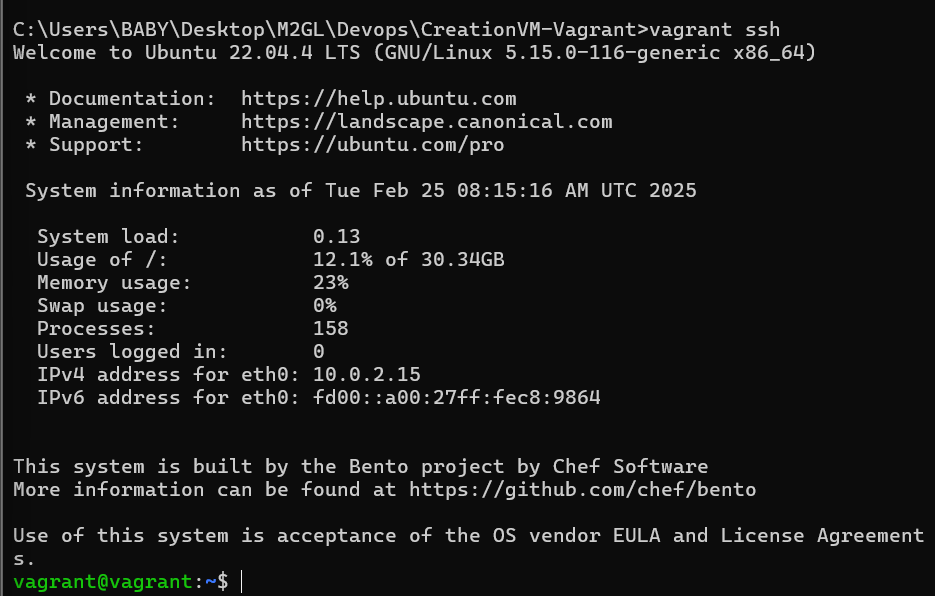 C:\Users\BABY\Desktop\M2GL\Devops\CreationVM-Vagrant>vagrant ssh
Welcome to Ubuntu 22.04.4 LTS (GNU/Linux 5.15.0-116-generic x86_64)
* Documentation:  https://help.ubuntu.com
* Management:     https://landscape.canonical.com
* Support:        https://ubuntu.com/pro
System information as of Tue Feb 25 08:15:16 AM UTC 2025
System load:           0.13
Usage of /:            12.1% of 30.34GB
Memory usage:          23%
Swap usage:            0%
Processes:             158
Users logged in:       0
IPv4 address for eth0: 10.0.2.15
IPv6 address for eth0: fd00::a00:27ff:fec8:9864
This system is built by the Bento project by Chef Software
More information can be found at https://github.com/chef/bento
Use of this system is acceptance of the OS vendor EULA and License Agreement
s.
vagrant@vagrant:~$